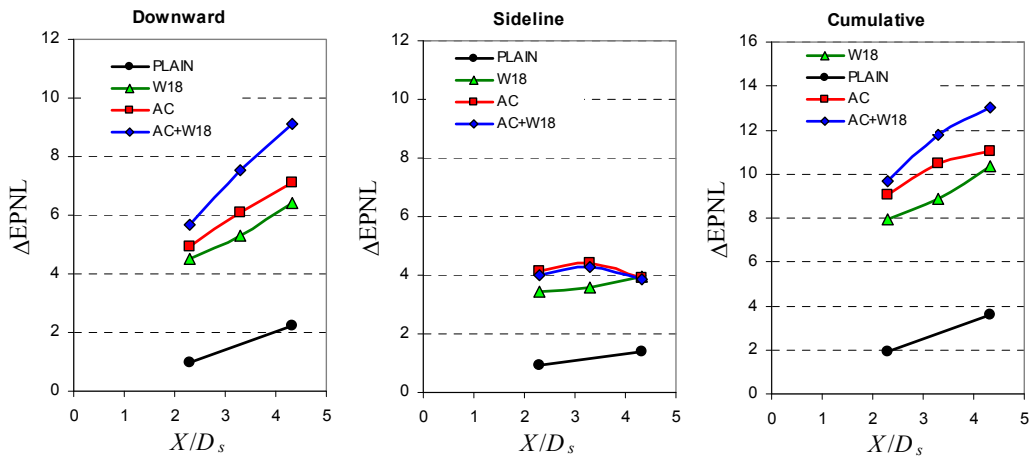 Downward
12
10
8
6
4
2
0
ΔEPNL
PLAIN
W18
AC
AC+W18
0 1 2 3 4 5
X/Ds
Sideline
12
10
8
6
4
2
0
ΔEPNL
PLAIN
W18
AC
AC+W18
0 1 2 3 4 5
X/Ds
Cumulative
16
14
12
10
8
6
4
2
0
ΔEPNL
W18
PLAIN
AC
AC+W18
0 1 2 3 4 5
X/Ds